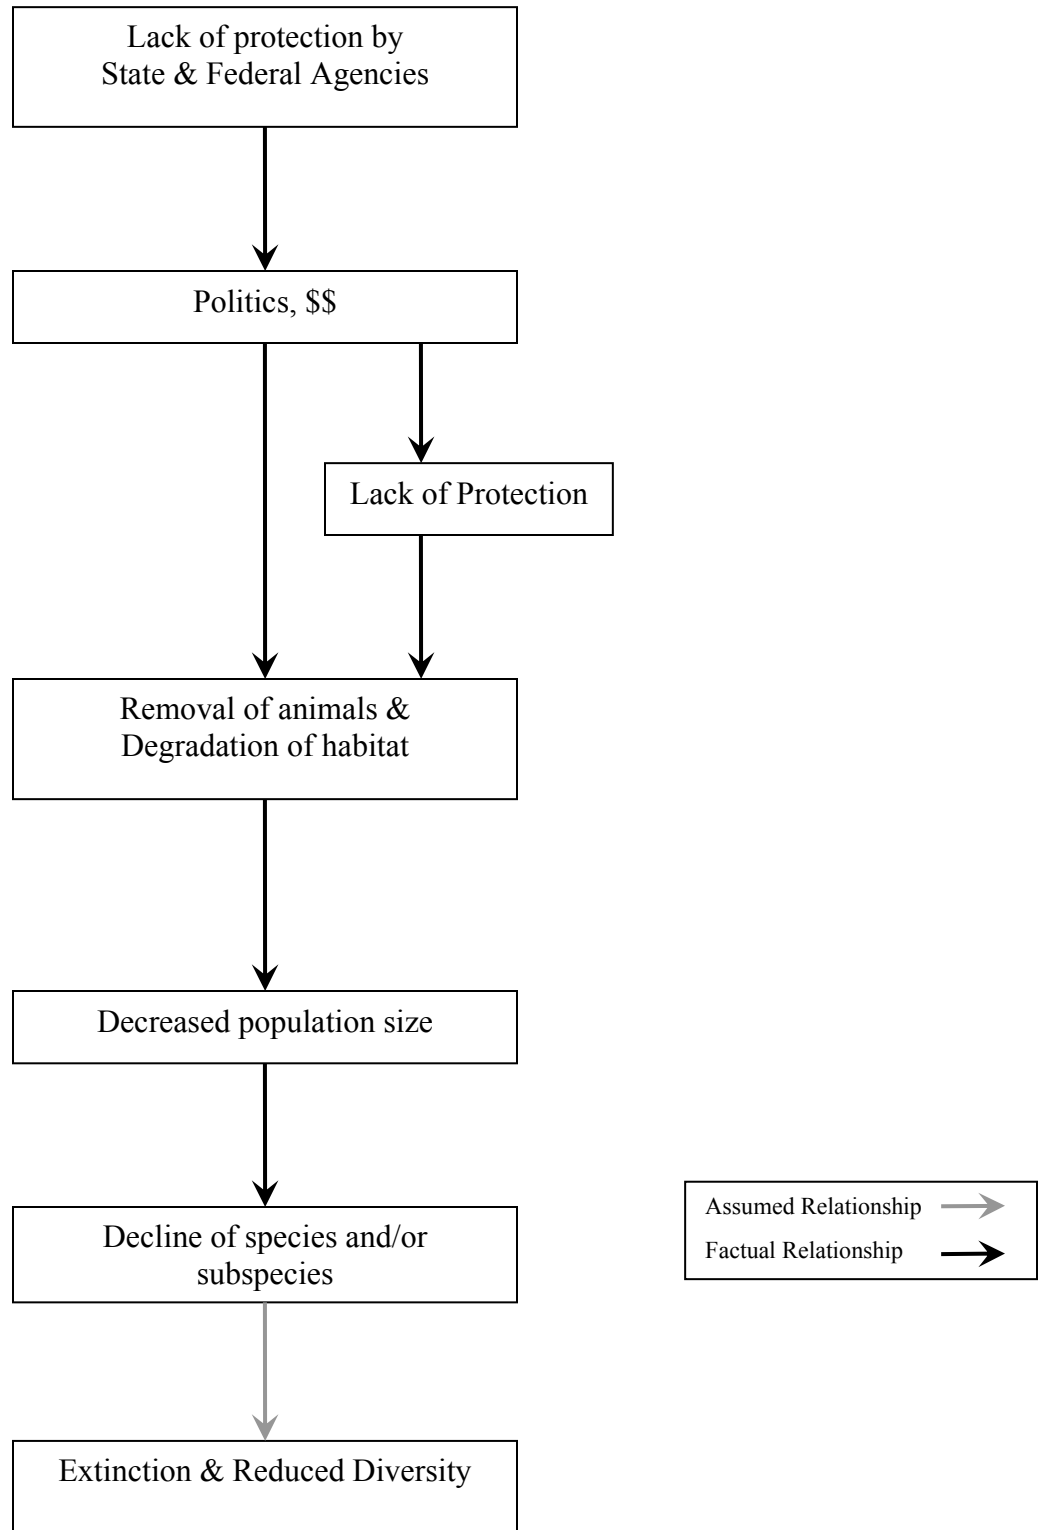 Lack of protection by
State & Federal Agencies
Politics, $$
Lack of Protection
Removal of animals &
Degradation of habitat
Decreased population size
Decline of species and/or
subspecies
Assumed Relationship
Factual Relationship
Extinction & Reduced Diversity